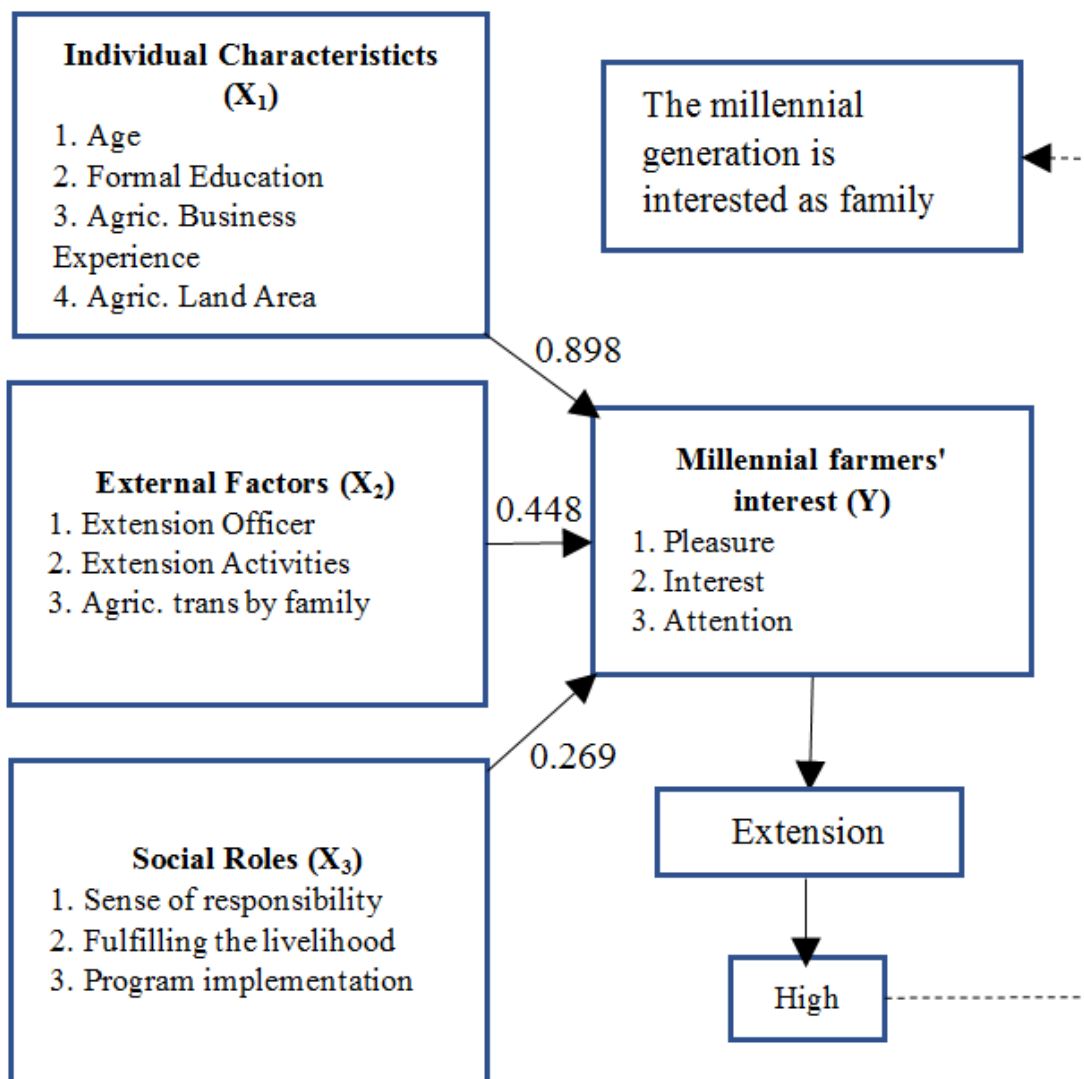 Individual Characteristicts
(X₁)
1. Age
2. Formal Education
3. Agric. Business
Experience
4. Agric. Land Area
The millennial
generation is
interested as family
0.898
External Factors (X₂)
1. Extension Officer
2. Extension Activities
3. Agric. trans by family
0.448
Millennial farmers'
interest (Y)
1. Pleasure
2. Interest
3. Attention
0.269
Social Roles (X₃)
1. Sense of responsibility
2. Fulfilling the livelihood
3. Program implementation
Extension
High